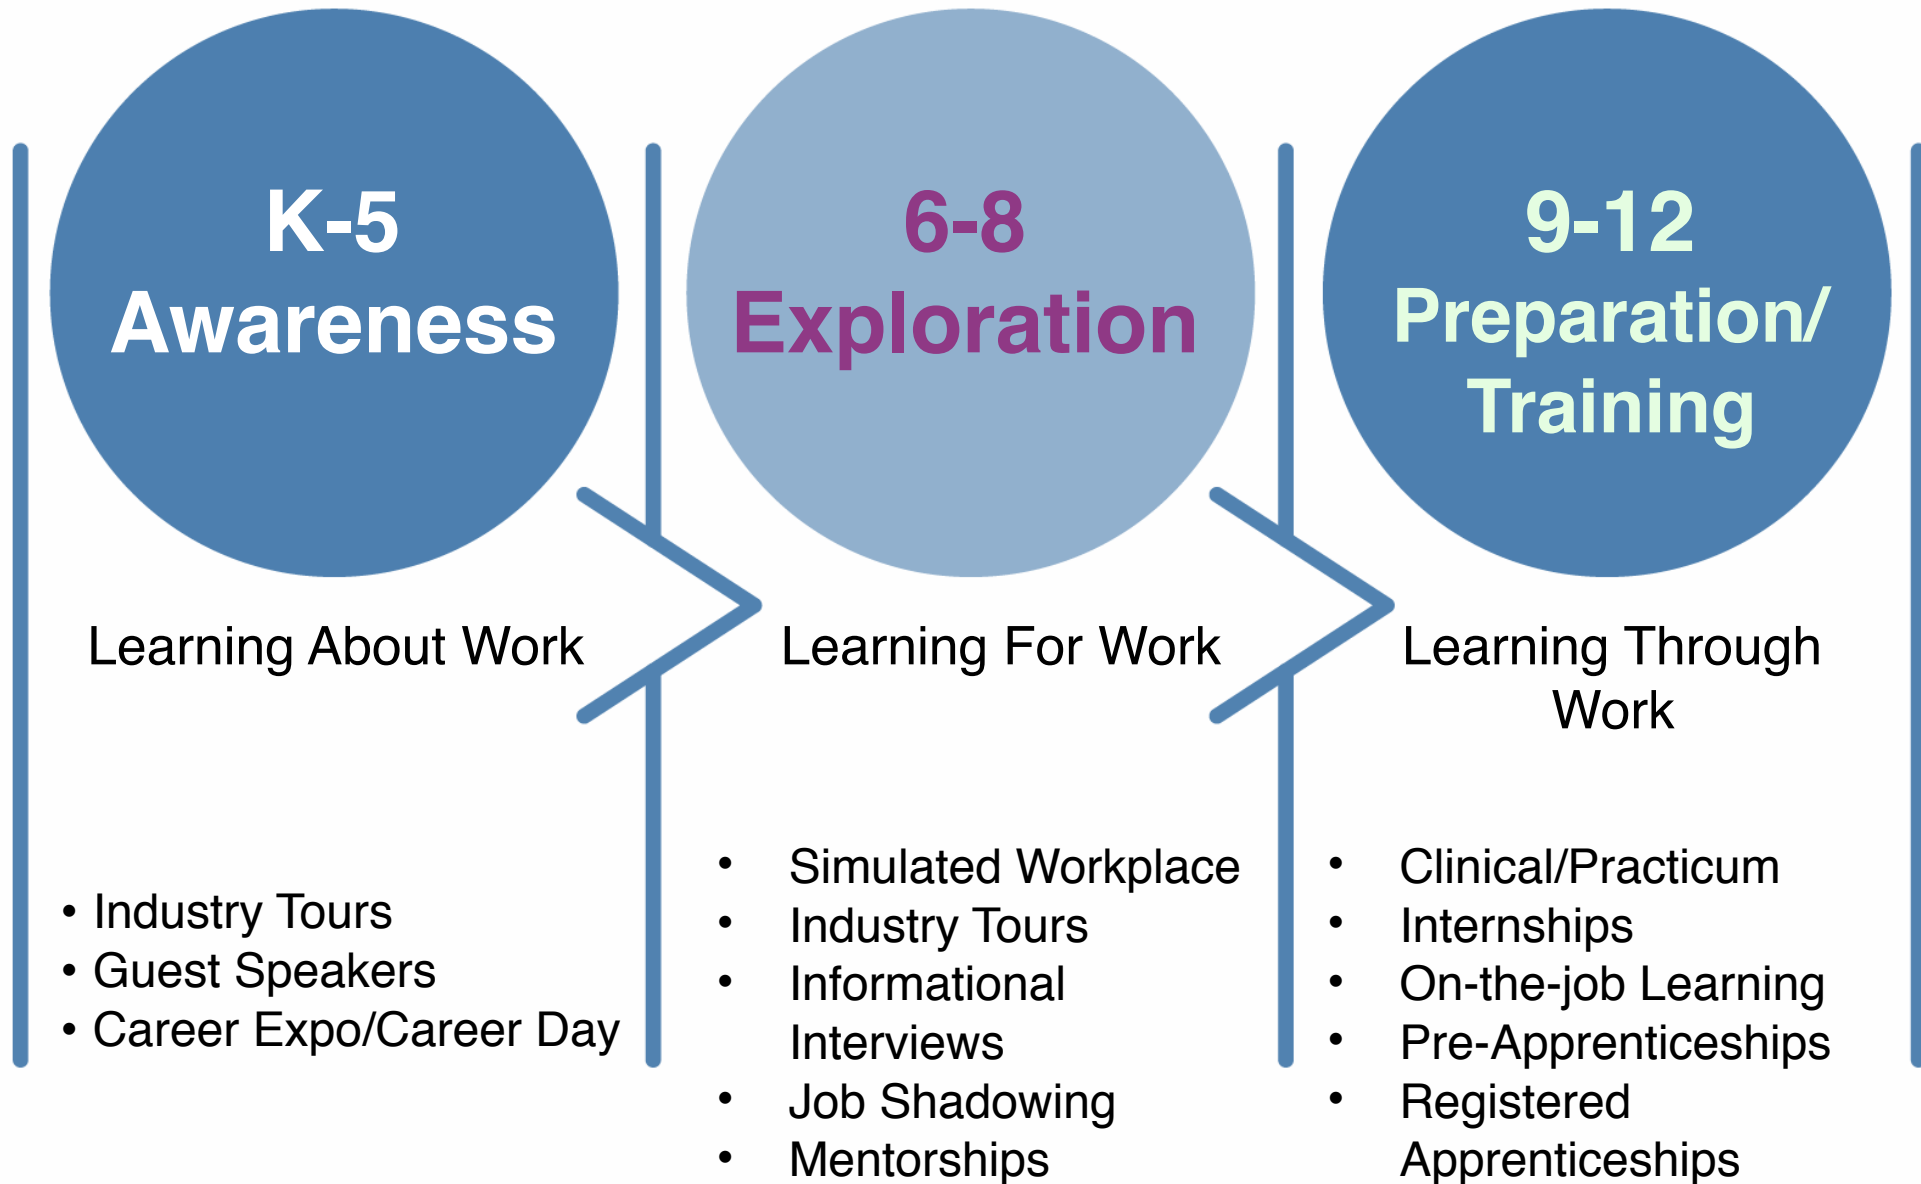 K-5
Awareness
Learning About Work
• Industry Tours
• Guest Speakers
• Career Expo/Career Day
6-8
Exploration
Learning For Work
• Simulated Workplace
• Industry Tours
• Informational
Interviews
• Job Shadowing
• Mentorships
9-12
Preparation/
Training
Learning Through
Work
• Clinical/Practicum
• Internships
• On-the-job Learning
• Pre-Apprenticeships
• Registered
Apprenticeships